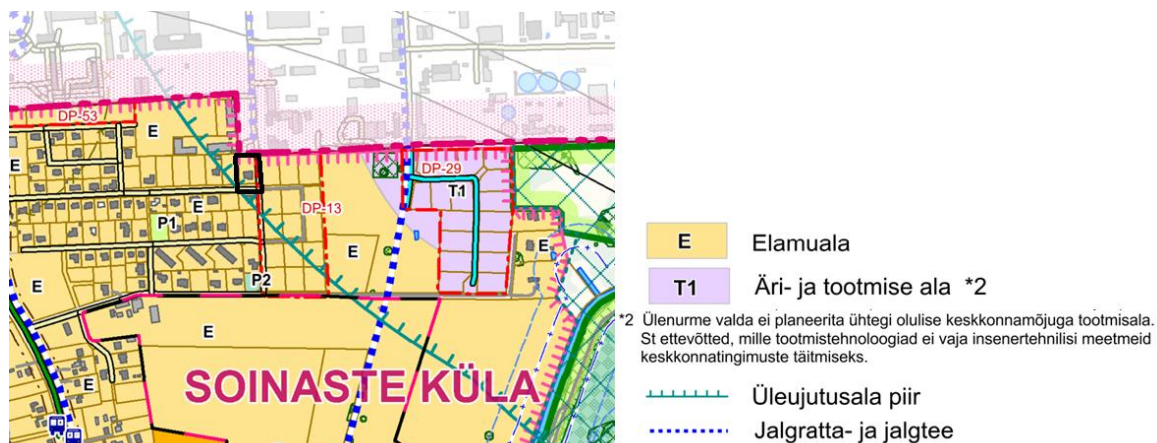 DP-53
E
E
E
DP-29
T1
P1
DP-13
E
E
P2
E
E
E
E
SOINASTE KÜLA
E Elamuala
T1 Äri- ja tootmise ala *2
*2 Ülenurme valda ei planeerita ühtegi olulise keskkonnamõjuga tootmisala.
St ettevõtted, mille tootmistehnoloogiad ei vaja insenertehnilisi meetmeid
keskkonnatingimuste täitmiseks.
Üleujutusala piir
Jalgratta- ja jalgtee